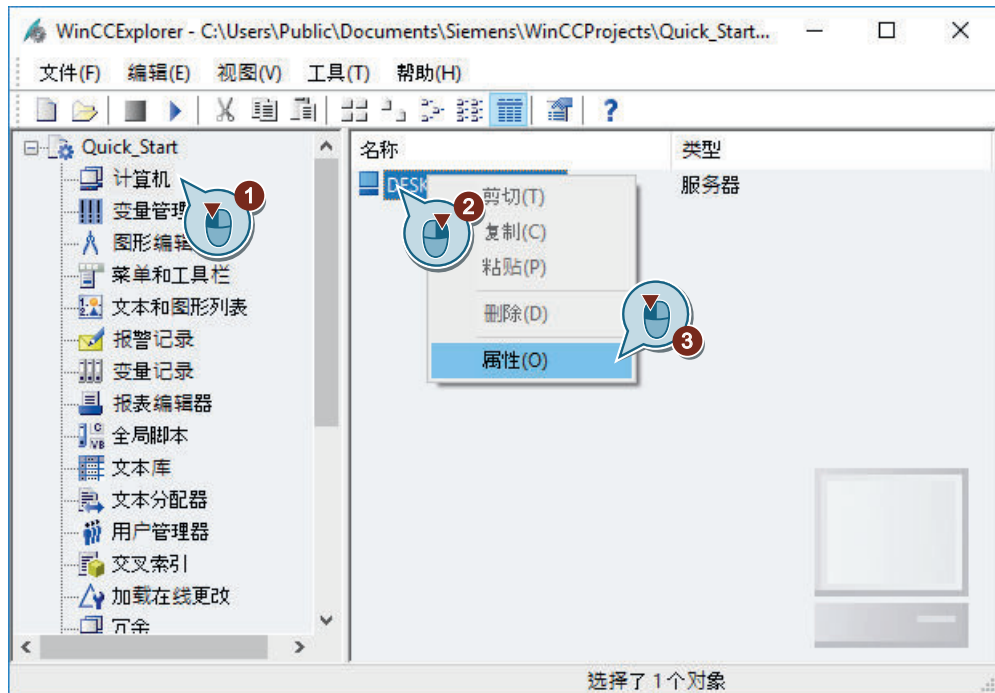 WinCCExplorer - C:\Users\Public\Documents\Siemens\WinCCProjects\Quick_Start...
文件(F) 编辑(E) 视图(V) 工具(T) 帮助(H)
Quick_Start
计算机
变量管理
图形编辑
菜单和工具栏
文本和图形列表
报警记录
变量记录
报表编辑器
全局脚本
文本库
文本分配器
用户管理器
交叉索引
加载在线更改
冗余
名称 类型
DESK 服务器
剪切(T)
复制(C)
粘贴(P)
删除(D)
属性(O)
1
2
3
选择了 1 个对象